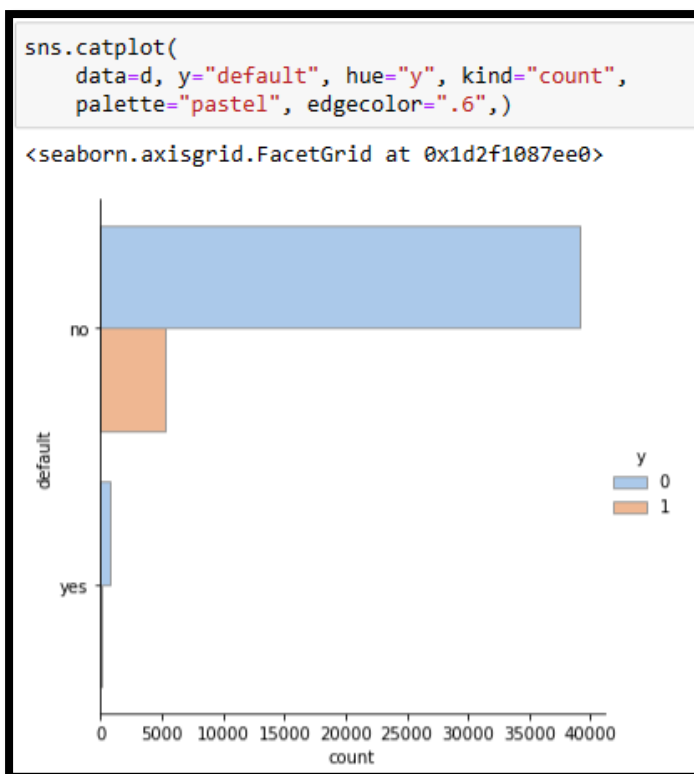 sns.catplot(
    data=d, y="default", hue="y", kind="count",
    palette="pastel", edgecolor=".6",)
<seaborn.axisgrid.FacetGrid at 0x1d2f1087ee0>
no
yes
default
y
0
1
0 5000 10000 15000 20000 25000 30000 35000 40000
count